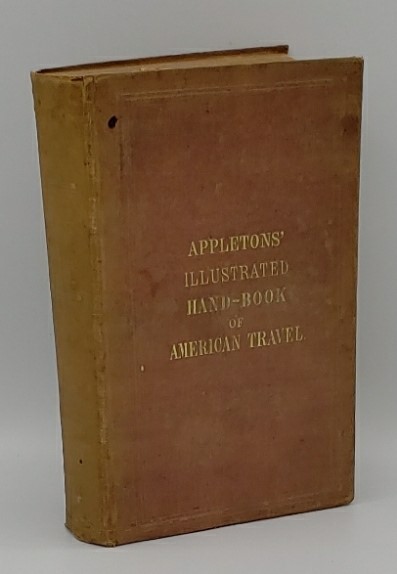 APPLETONS'
ILLUSTRATED
HAND-BOOK
OF
AMERICAN TRAVEL